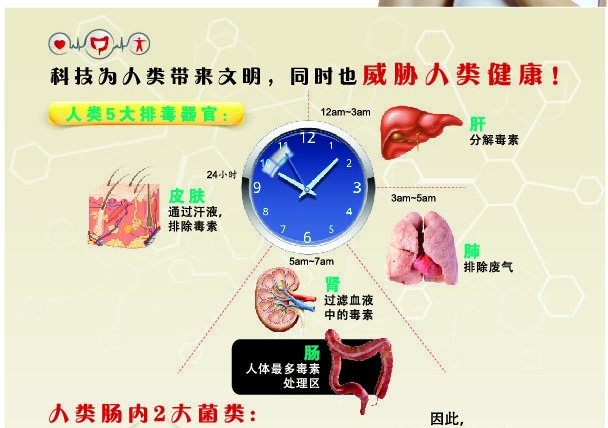 科技为人类带来文明，同时也威胁人类健康！
人类5大排毒器官：
12am~3am
肝
分解毒素
24小时
皮肤
通过汗液，
排除毒素
12
1
2
3
4
5
6
7
8
9
10
11
3am~5am
肺
排除废气
5am~7am
肾
过滤血液
中的毒素
肠
人体最多毒素
处理区
人类肠内2大菌类：
因此，